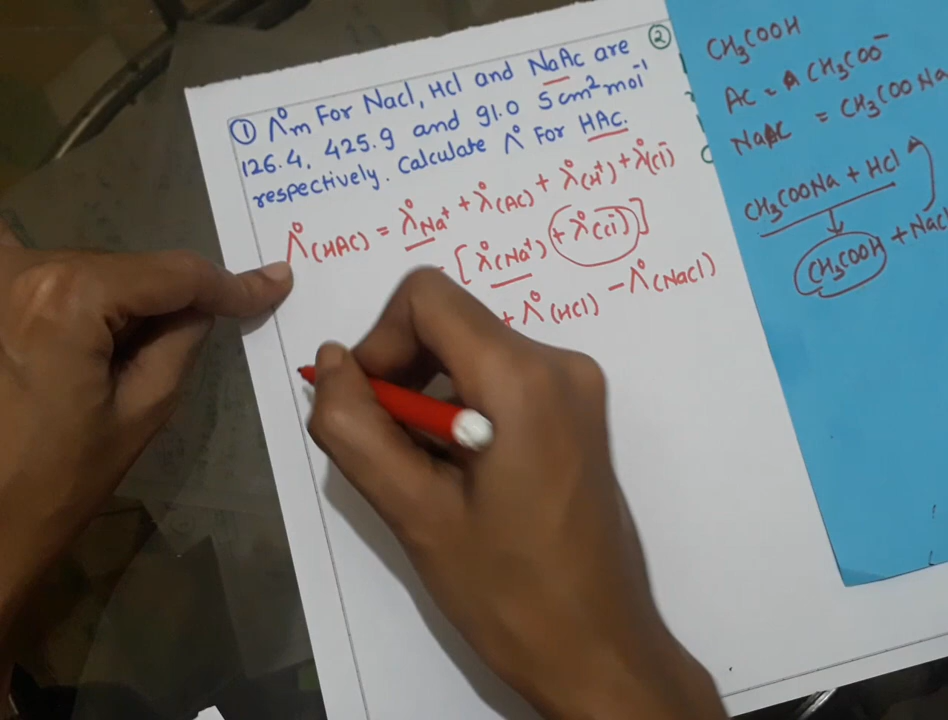 ① Λ°m For Nacl, Hcl and NaAc are
126.4, 425.9 and 91.0 Scm² mol⁻¹
respectively. Calculate Λ° For HAc.
Λ°(HAC) = λ°Na⁺ + λ°(AC) + λ°(H⁺) + λ°(Cl⁻)
- [λ°(Na⁺) + λ°(Cl⁻)]
+ Λ°(HCl) - Λ°(NaCl)
②
CH₃COOH
AC = CH₃COO⁻
NaAC = CH₃COONa
CH₃COONa + HCl
CH₃COOH + NaCl